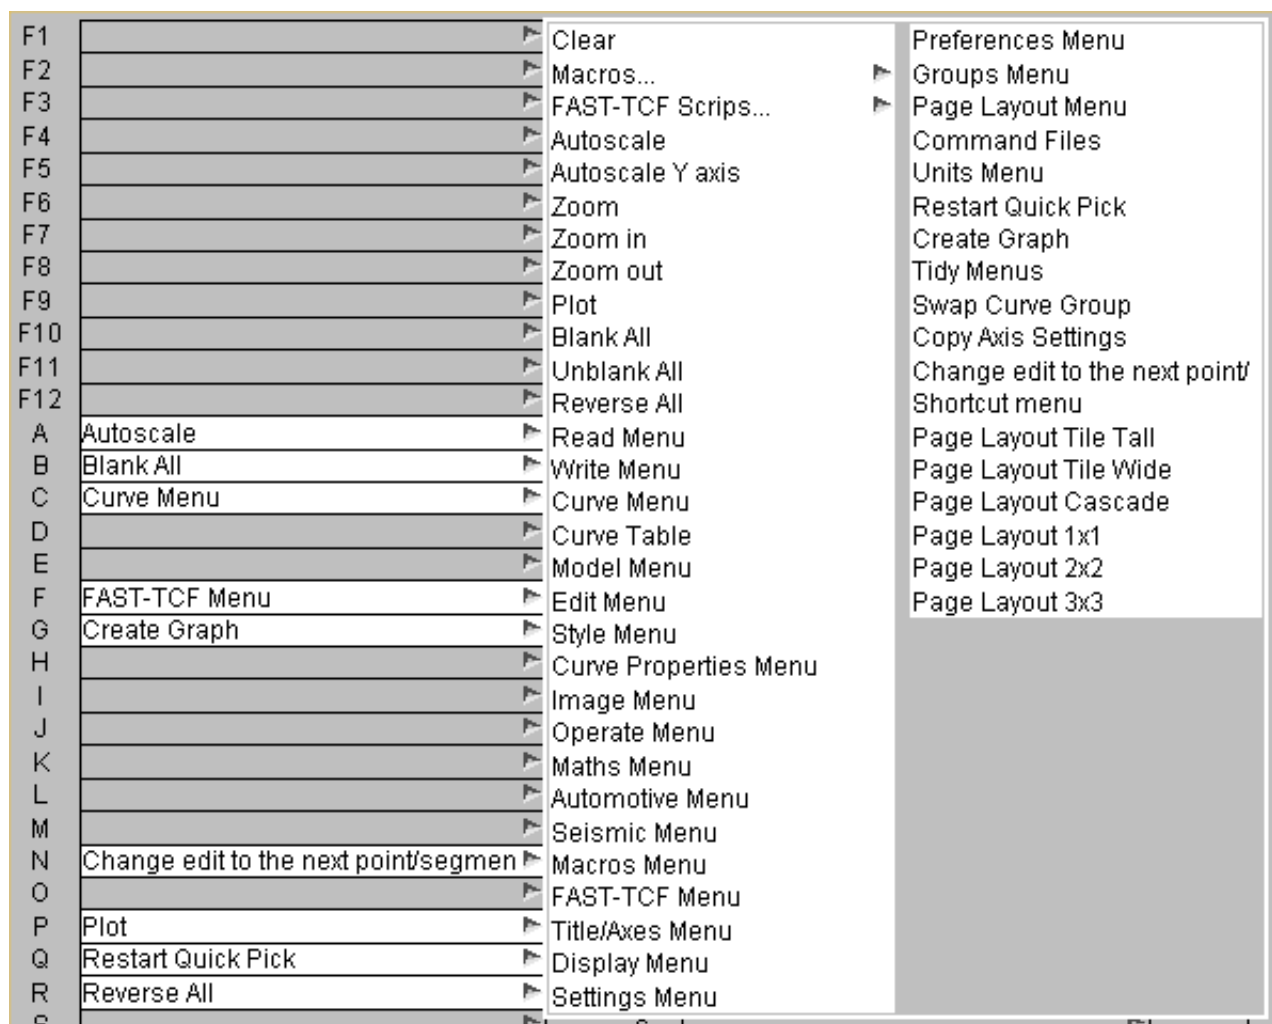 F1
F2
F3
F4
F5
F6
F7
F8
F9
F10
F11
F12
A Autoscale
B Blank All
C Curve Menu
D
E
F FAST-TCF Menu
G Create Graph
H
I
J
K
L
M
N Change edit to the next point/segmen
O
P Plot
Q Restart Quick Pick
R Reverse All
Clear
Macros...
FAST-TCF Scrips...
Autoscale
Autoscale Y axis
Zoom
Zoom in
Zoom out
Plot
Blank All
Unblank All
Reverse All
Read Menu
Write Menu
Curve Menu
Curve Table
Model Menu
Edit Menu
Style Menu
Curve Properties Menu
Image Menu
Operate Menu
Maths Menu
Automotive Menu
Seismic Menu
Macros Menu
FAST-TCF Menu
Title/Axes Menu
Display Menu
Settings Menu
Preferences Menu
Groups Menu
Page Layout Menu
Command Files
Units Menu
Restart Quick Pick
Create Graph
Tidy Menus
Swap Curve Group
Copy Axis Settings
Change edit to the next point/
Shortcut menu
Page Layout Tile Tall
Page Layout Tile Wide
Page Layout Cascade
Page Layout 1x1
Page Layout 2x2
Page Layout 3x3